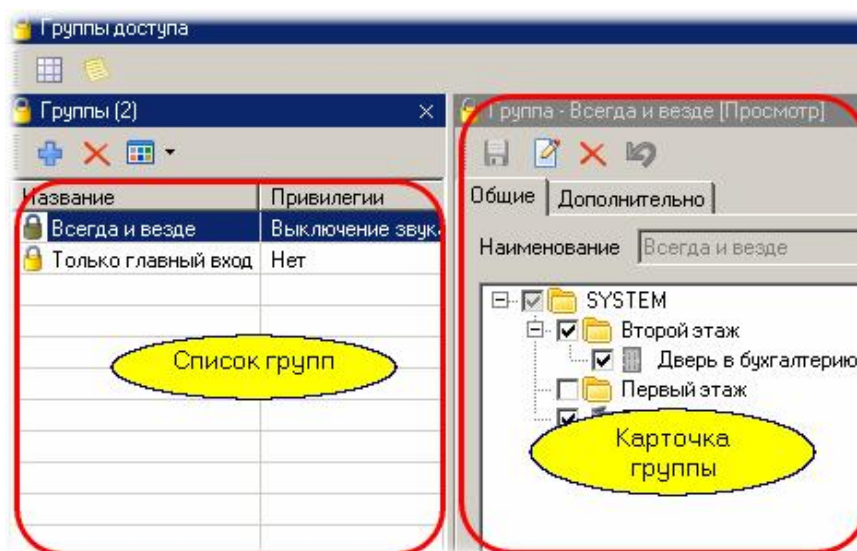 Группы доступа
Группы (2)
Название Привилегии
Всегда и везде Выключение звук
Только главный вход Нет
Список групп
Группа - Всегда и везде [Просмотр]
Общие Дополнительно
Наименование Всегда и везде
SYSTEM
Второй этаж
Дверь в бухгалтерию
Первый этаж
Карточка
группы